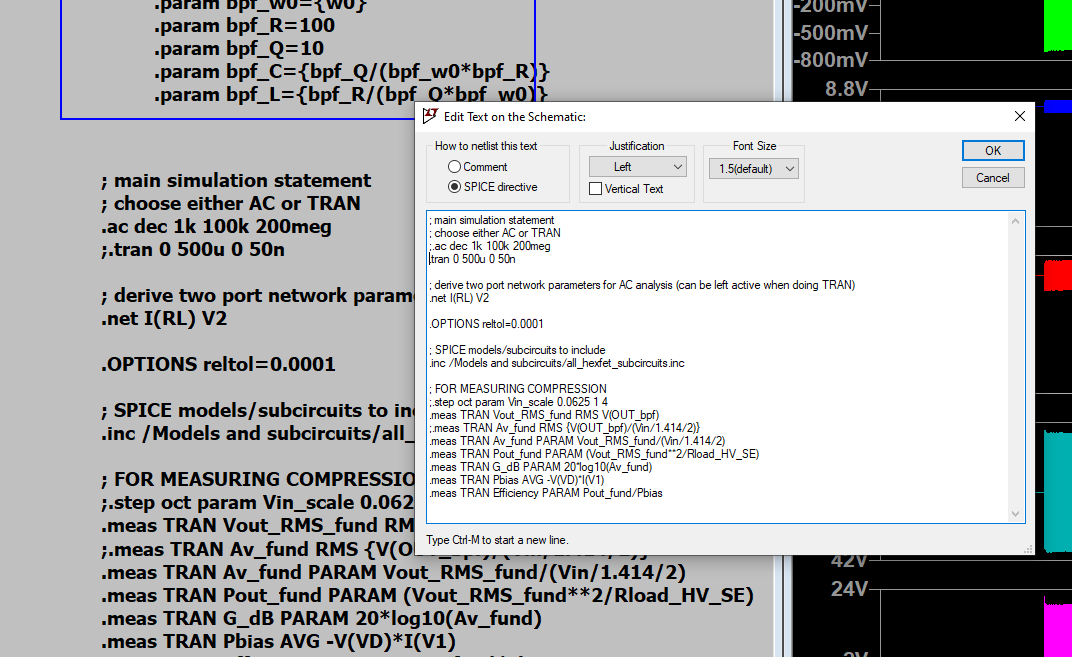 .param bpf_w0={w0}
.param bpf_R=100
.param bpf_Q=10
.param bpf_C={bpf_Q/(bpf_w0*bpf_R)}
.param bpf_L={bpf_R/(bpf_Q*bpf_w0)}
; main simulation statement
; choose either AC or TRAN
.ac dec 1k 100k 200meg
;.tran 0 500u 0 50n
; derive two port network param
.net I(RL) V2
.OPTIONS reltol=0.0001
; SPICE models/subcircuits to in
.inc /Models and subcircuits/all_
; FOR MEASURING COMPRESSIO
;.step oct param Vin_scale 0.062
.meas TRAN Vout_RMS_fund RM
;.meas TRAN Av_fund RMS {V(OUT_bpf)/(Vin/1.414/2)}
.meas TRAN Av_fund PARAM Vout_RMS_fund/(Vin/1.414/2)
.meas TRAN Pout_fund PARAM (Vout_RMS_fund**2/Rload_HV_SE)
.meas TRAN G_dB PARAM 20*log10(Av_fund)
.meas TRAN Pbias AVG -V(VD)*I(V1)
Edit Text on the Schematic:
How to netlist this text
Comment
SPICE directive
Justification
Left
Vertical Text
Font Size
1.5(default)
OK
Cancel
; main simulation statement
; choose either AC or TRAN
;.ac dec 1k 100k 200meg
.tran 0 500u 0 50n
; derive two port network parameters for AC analysis (can be left active when doing TRAN)
.net I(RL) V2
.OPTIONS reltol=0.0001
; SPICE models/subcircuits to include
.inc /Models and subcircuits/all_hexfet_subcircuits.inc
; FOR MEASURING COMPRESSION
;.step oct param Vin_scale 0.0625 1 4
.meas TRAN Vout_RMS_fund RMS V(OUT_bpf)
;.meas TRAN Av_fund RMS {V(OUT_bpf)/(Vin/1.414/2)}
.meas TRAN Av_fund PARAM Vout_RMS_fund/(Vin/1.414/2)
.meas TRAN Pout_fund PARAM (Vout_RMS_fund**2/Rload_HV_SE)
.meas TRAN G_dB PARAM 20*log10(Av_fund)
.meas TRAN Pbias AVG -V(VD)*I(V1)
.meas TRAN Efficiency PARAM Pout_fund/Pbias
Type Ctrl-M to start a new line.
-200mV
-500mV
-800mV
8.8V
42V
24V